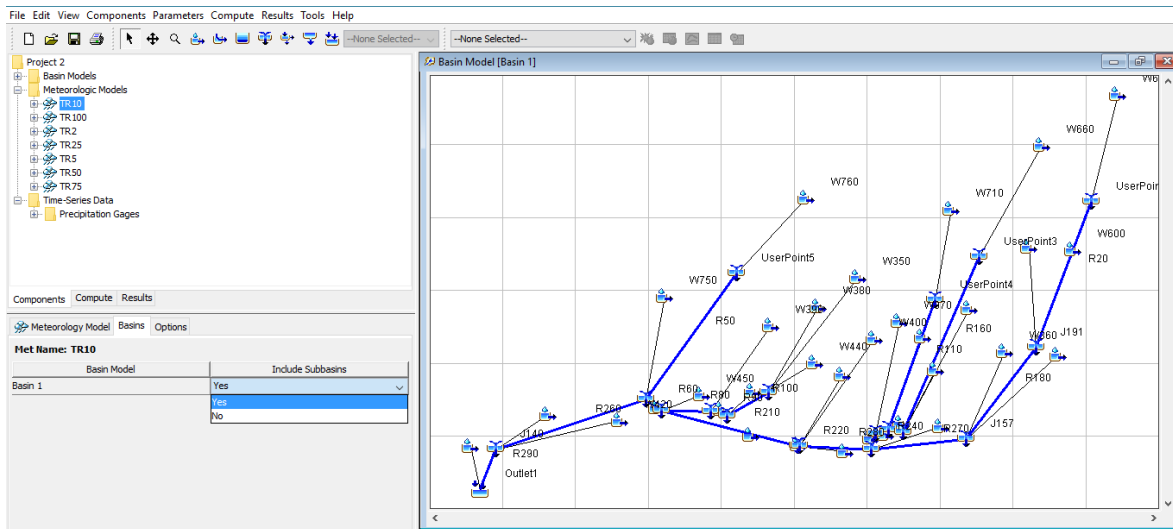 File Edit View Components Parameters Compute Results Tools Help
--None Selected-- --None Selected--
Project 2
Basin Models
Meteorologic Models
TR10
TR100
TR2
TR25
TR5
TR50
TR75
Time-Series Data
Precipitation Gages
Components Compute Results
Meteorology Model Basins Options
Met Name: TR10
Basin Model Include Subbasins
Basin 1 Yes
Yes
No
Basin Model [Basin 1]
W6
W660
W760
UserPoin
W710
W600
UserPoint3
R20
UserPoint5
W350
W750
UserPoint4
W380
R50
R160
W400
J191
W440
R110
W450
R180
R60
R80
R100
R260
R210
J157
R220
R240
R270
J140
R290
Outlet1